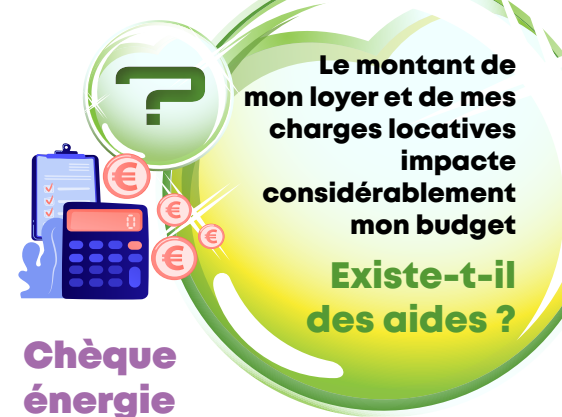 ?
Le montant de
mon loyer et de mes
charges locatives
impacte
considérablement
mon budget
Existe-t-il
des aides ?
€
€
€
€
0
Chèque
énergie